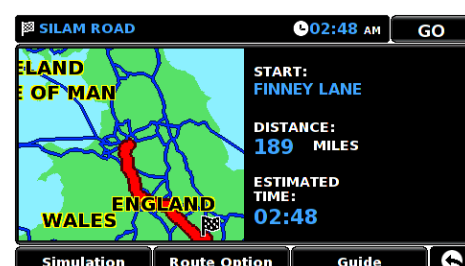 SILAM ROAD
02:48 AM
GO
ELAND
E OF MAN
ENGLAND
WALES
START:
FINNEY LANE
DISTANCE:
189 MILES
ESTIMATED
TIME:
02:48
Simulation
Route Option
Guide